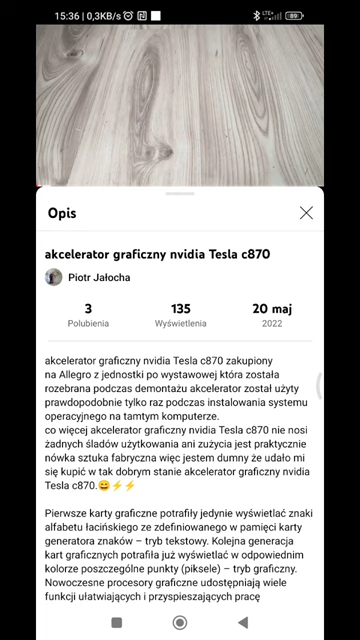 15:36 | 0,3KB/s
LTE+
89
Opis
akcelerator graficzny nvidia Tesla c870
Piotr Jałocha
3 135 20 maj
Polubienia Wyświetlenia 2022
akcelerator graficzny nvidia Tesla c870 zakupiony
na Allegro z jednostki po wystawowej która została
rozebrana podczas demontażu akcelerator został użyty
prawdopodobnie tylko raz podczas instalowania systemu
operacyjnego na tamtym komputerze.
co więcej akcelerator graficzny nvidia Tesla c870 nie nosi
żadnych śladów użytkowania ani zużycia jest praktycznie
nówka sztuka fabryczna więc jestem dumny że udało mi
się kupić w tak dobrym stanie akcelerator graficzny nvidia
Tesla c870.😄⚡⚡
Pierwsze karty graficzne potrafiły jedynie wyświetlać znaki
alfabetu łacińskiego ze zdefiniowanego w pamięci karty
generatora znaków – tryb tekstowy. Kolejna generacja
kart graficznych potrafiła już wyświetlać w odpowiednim
kolorze poszczególne punkty (piksele) – tryb graficzny.
Nowoczesne procesory graficzne udostępniają wiele
funkcji ułatwiających i przyspieszających pracę